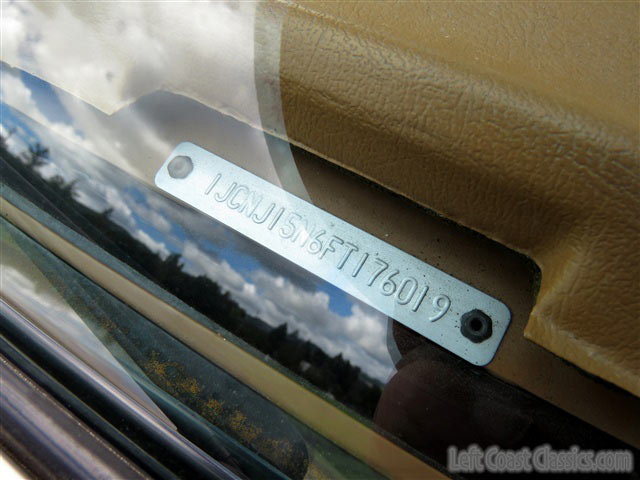 1JCNJ15N6FT176019
Left Coast Classics.com